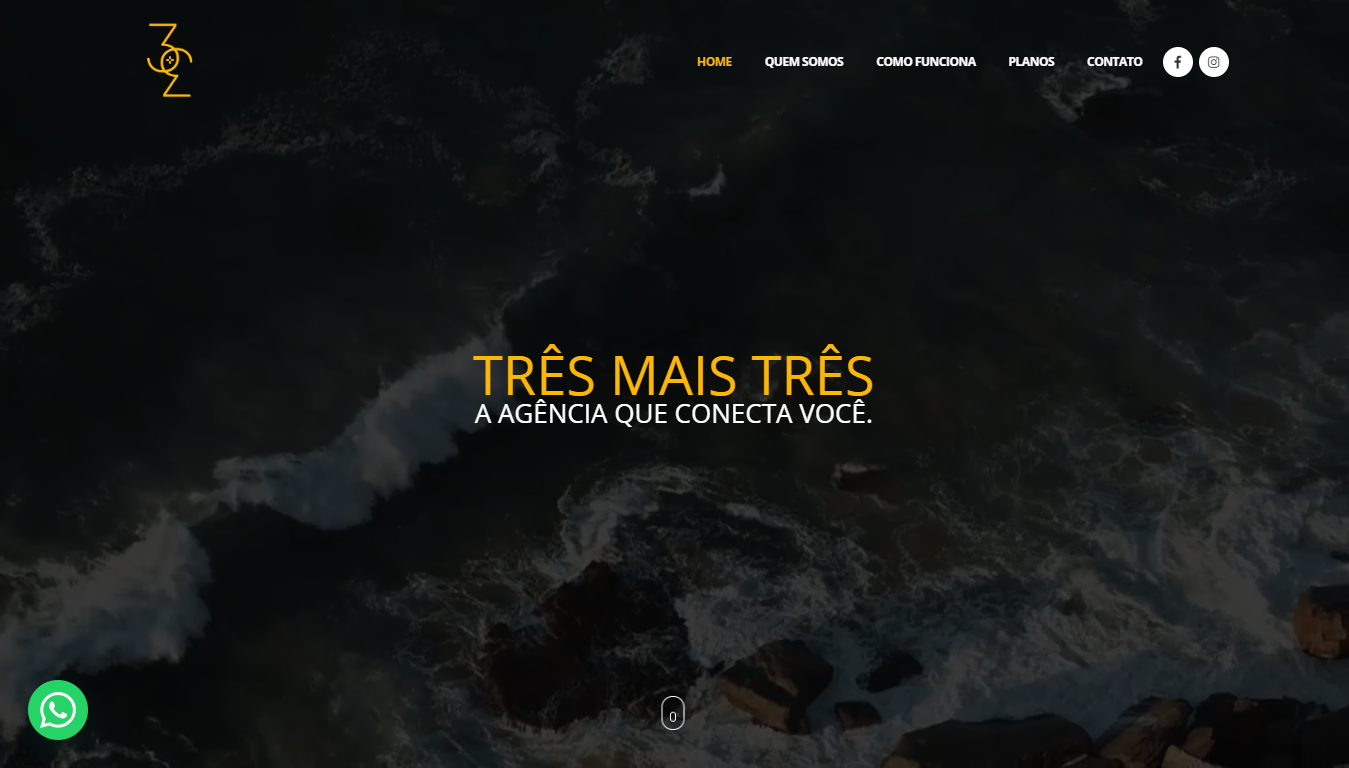 HOME QUEM SOMOS COMO FUNCIONA PLANOS CONTATO
TRÊS MAIS TRÊS
A AGÊNCIA QUE CONECTA VOCÊ.